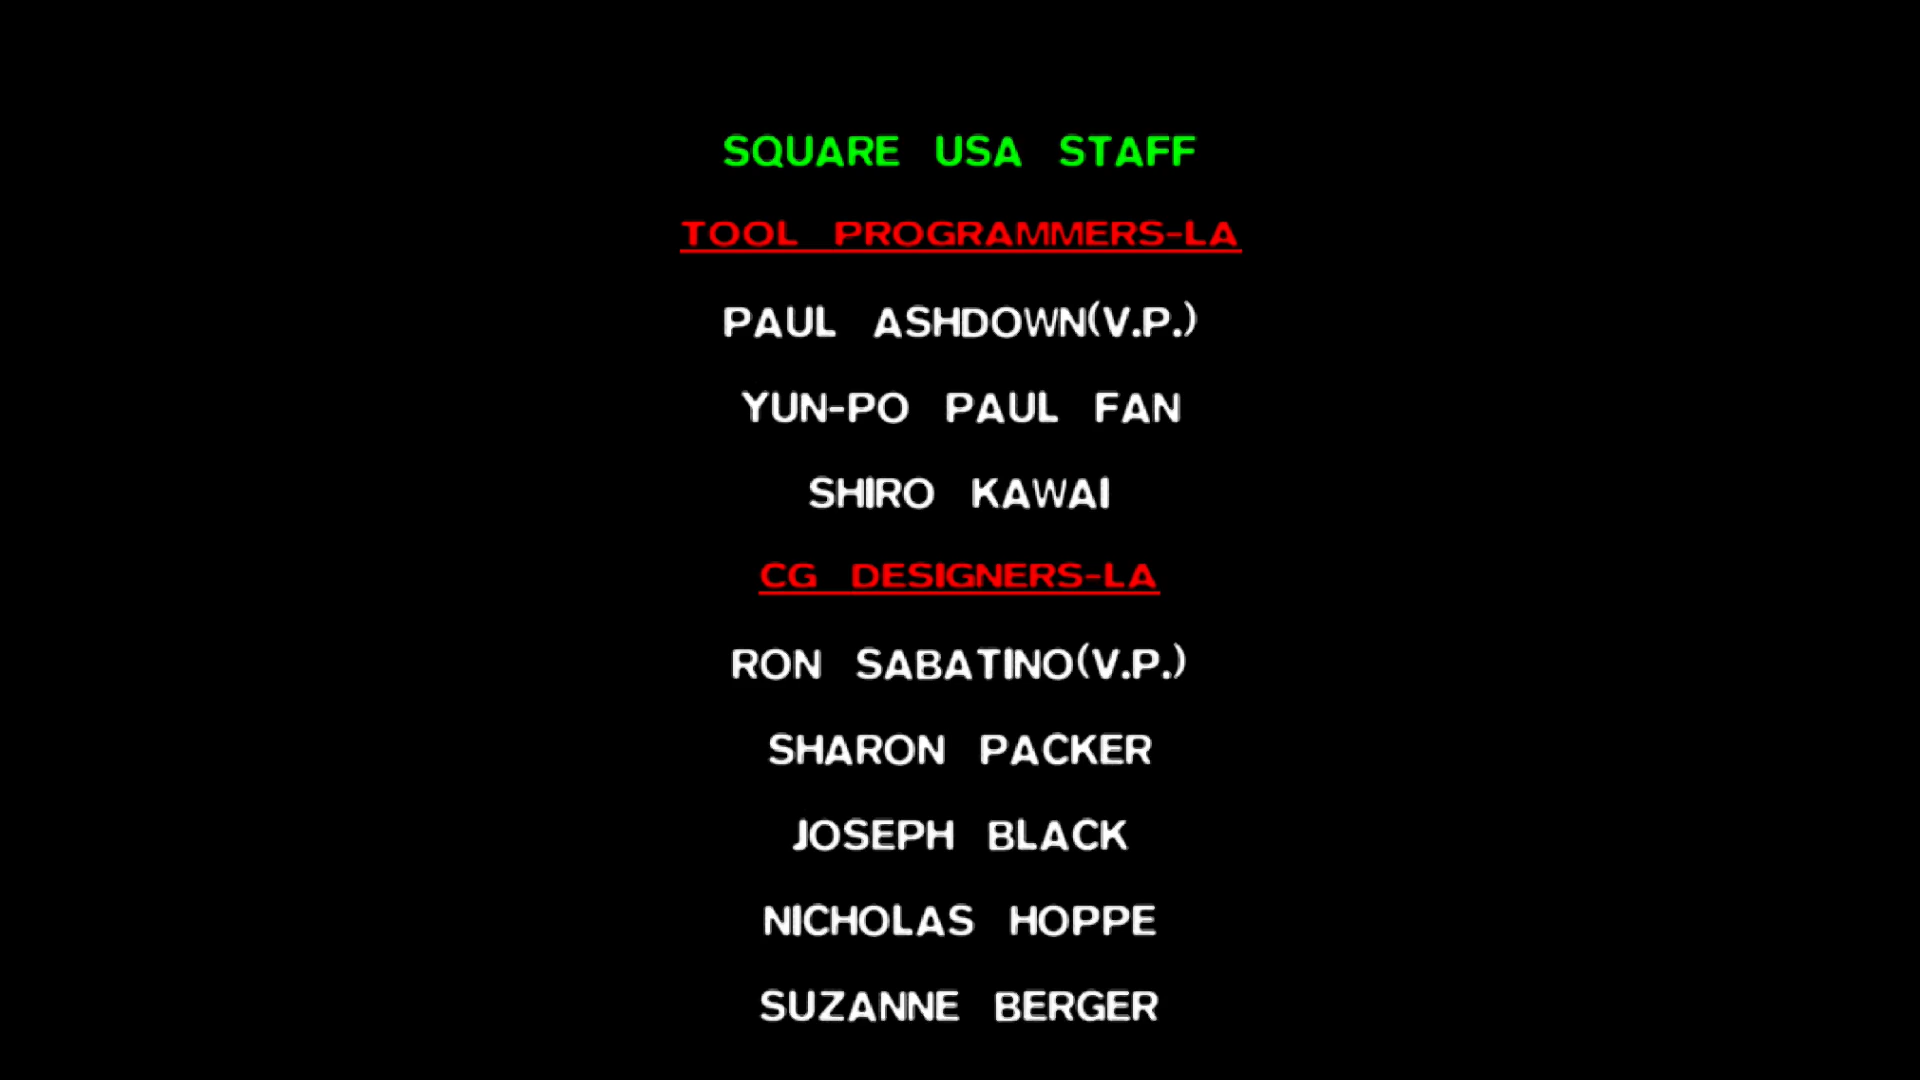 SQUARE USA STAFF
TOOL PROGRAMMERS-LA
PAUL ASHDOWN(V.P.)
YUN-PO PAUL FAN
SHIRO KAWAI
CG DESIGNERS-LA
RON SABATINO(V.P.)
SHARON PACKER
JOSEPH BLACK
NICHOLAS HOPPE
SUZANNE BERGER